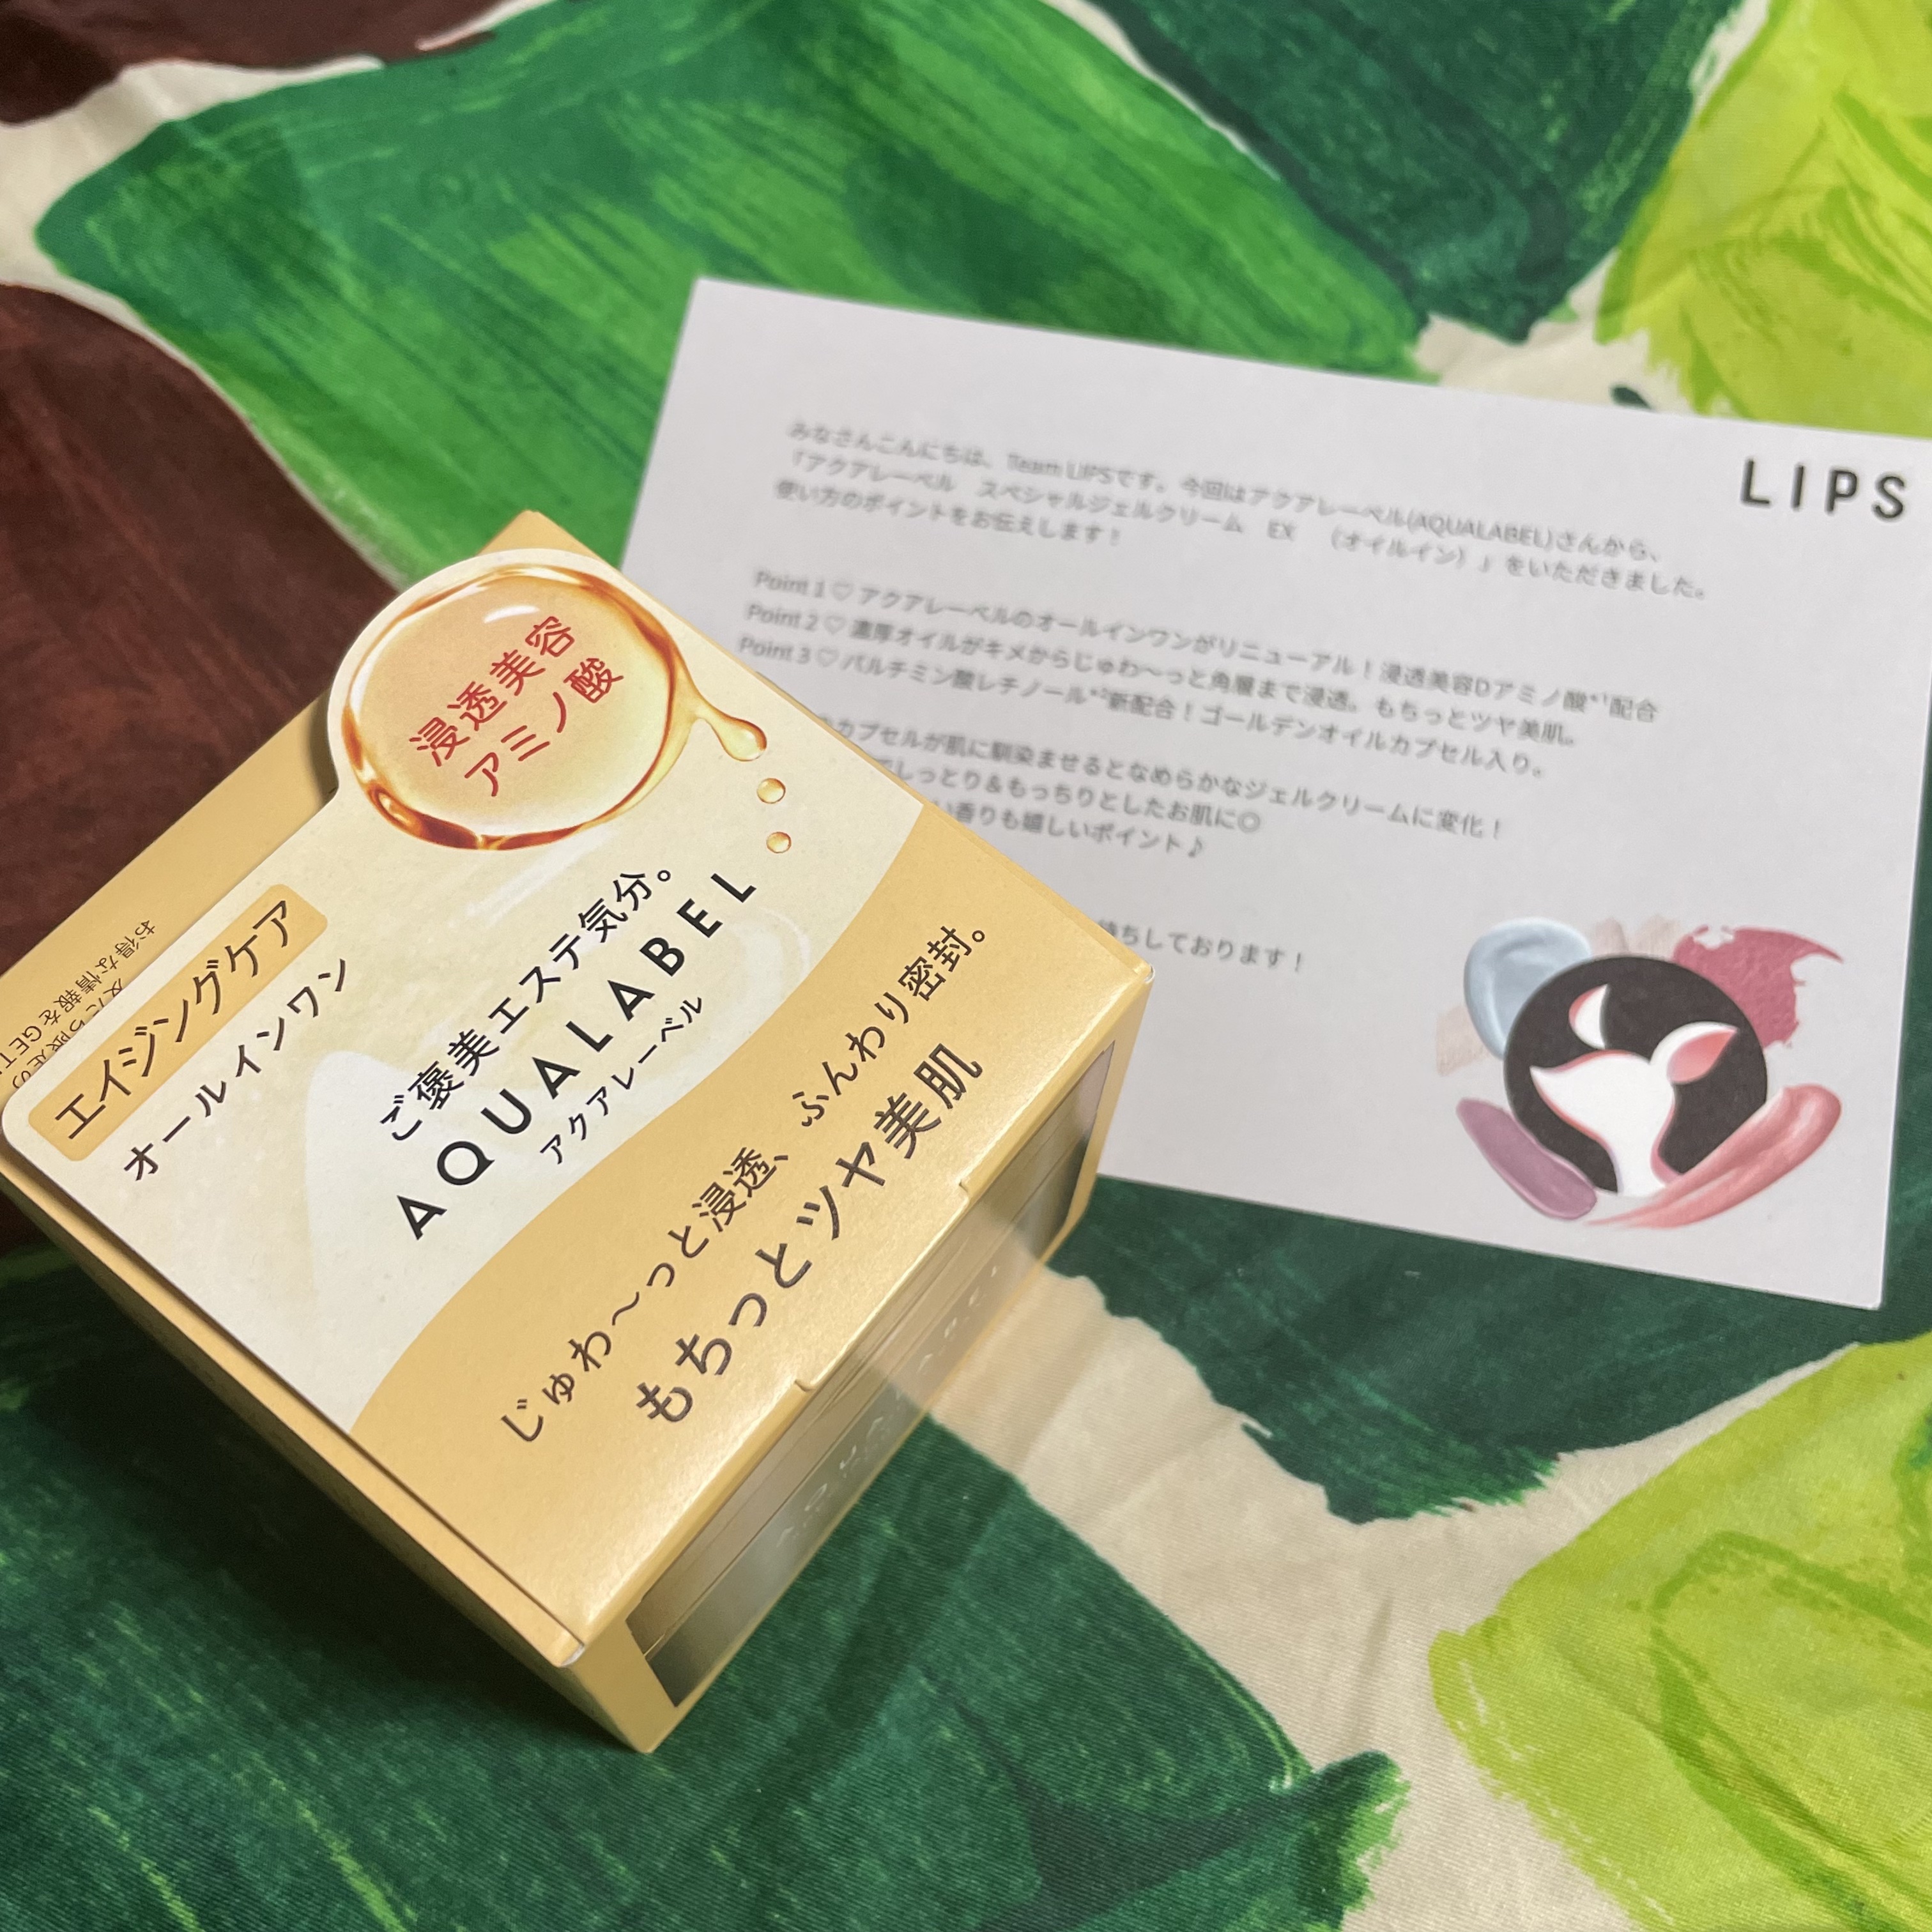 浸透美容
アミノ酸
エイジングケア
オールインワン
ご褒美エステ気分。
AQUALABEL
アクアレーベル
じゅわ〜っと浸透、ふんわり密封。
もちっとツヤ美肌
お得な情報をGET
LIPS
みなさんこんにちは、Team LIPSです。今回はアクアレーベル(AQUALABEL)さんから、
「アクアレーベル　スペシャルジェルクリーム　EX　（オイルイン）」をいただきました。
使い方のポイントをお伝えします！
Point 1♡アクアレーベルのオールインワンがリニューアル！浸透美容Dアミノ酸*¹配合
Point 2♡濃厚オイルがキメからじゅわ〜っと角層まで浸透。もちっとツヤ美肌。
Point 3♡パルチミン酸レチノール*²新配合！ゴールデンオイルカプセル入り。
カプセルが肌に馴染ませるとなめらかなジェルクリームに変化！
でしっとり＆もっちりとしたお肌に◎
い香りも嬉しいポイント♪
待ちしております！